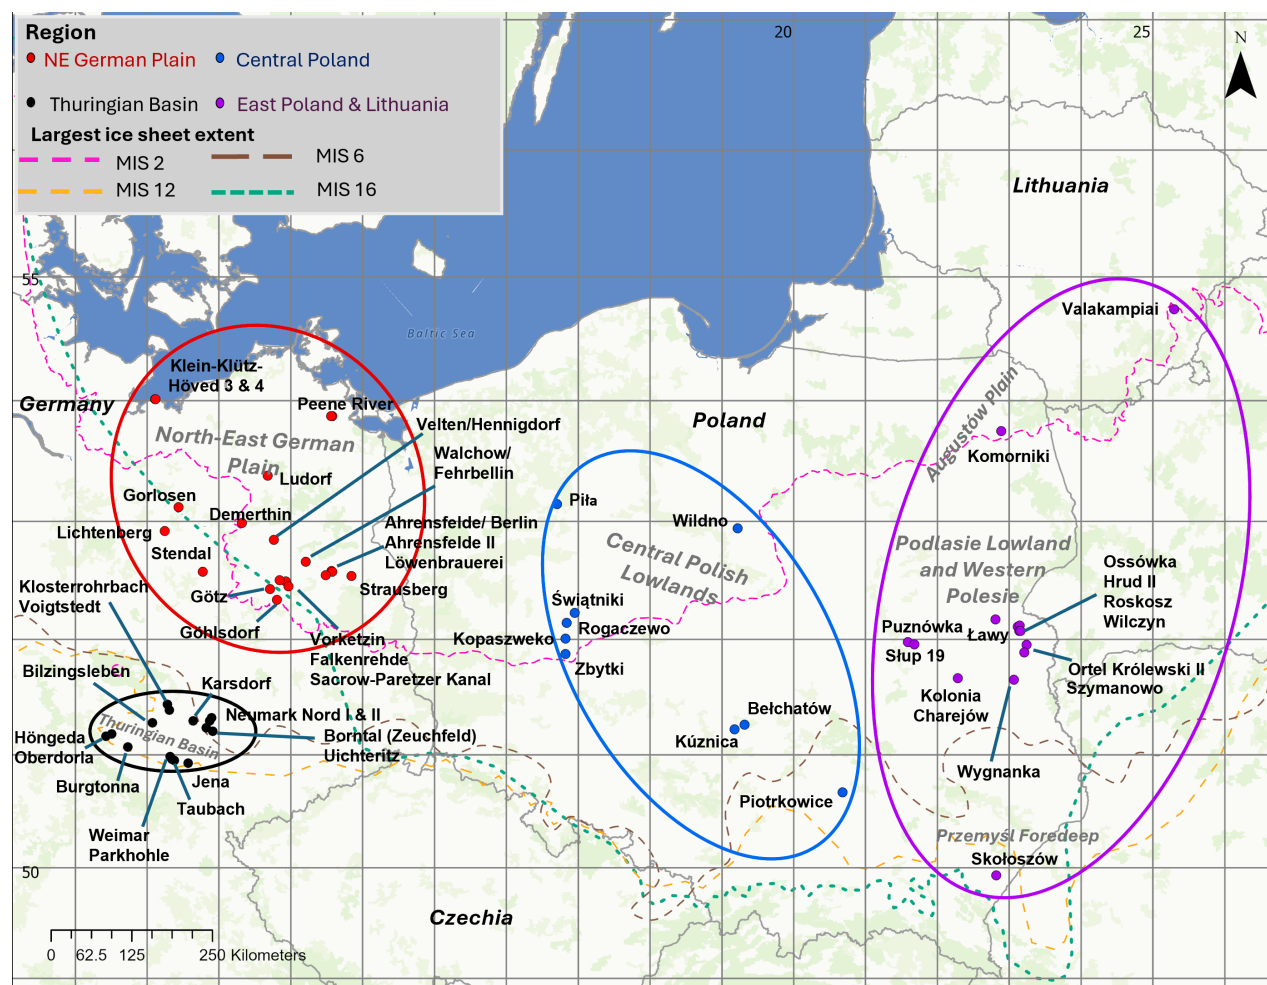 Region
NE German Plain
Central Poland
Thuringian Basin
East Poland & Lithuania
Largest ice sheet extent
MIS 2
MIS 6
MIS 12
MIS 16
20
25
N
Lithuania
55
Baltic Sea
Valakampiai
Klein-Klütz-
Höved 3 & 4
Germany
Peene River
Poland
Augustów Plain
Velten/Hennigdorf
North-East German
Plain
Komorniki
Walchow/
Fehrbellin
Ludorf
Gorlosen
Piła
Demerthin
Wildno
Ahrensfelde/ Berlin
Ahrensfelde II
Löwenbrauerei
Lichtenberg
Central Polish
Lowlands
Podlasie Lowland
and Western
Polesie
Stendal
Ossówka
Hrud II
Roskosz
Wilczyn
Klosterrohrbach
Voigtstedt
Götz
Strausberg
Świątniki
Göhlsdorf
Rogaczewo
Puznówka
Ławy
Vorketzin
Falkenrehde
Sacrow-Paretzer Kanal
Kopaszweko
Słup 19
Bilzingsleben
Zbytki
Ortel Królewski II
Szymanowo
Karsdorf
Kolonia
Charejów
Neumark Nord I & II
Bełchatów
Thuringian Basin
Höngeda
Oberdorla
Borntal (Zeuchfeld)
Uichteritz
Kúznica
Wygnanka
Burgtonna
Jena
Taubach
Piotrkowice
Weimar
Parkhohle
Przemyśl Foredeep
Skołoszów
50
Czechia
0 62.5 125 250 Kilometers